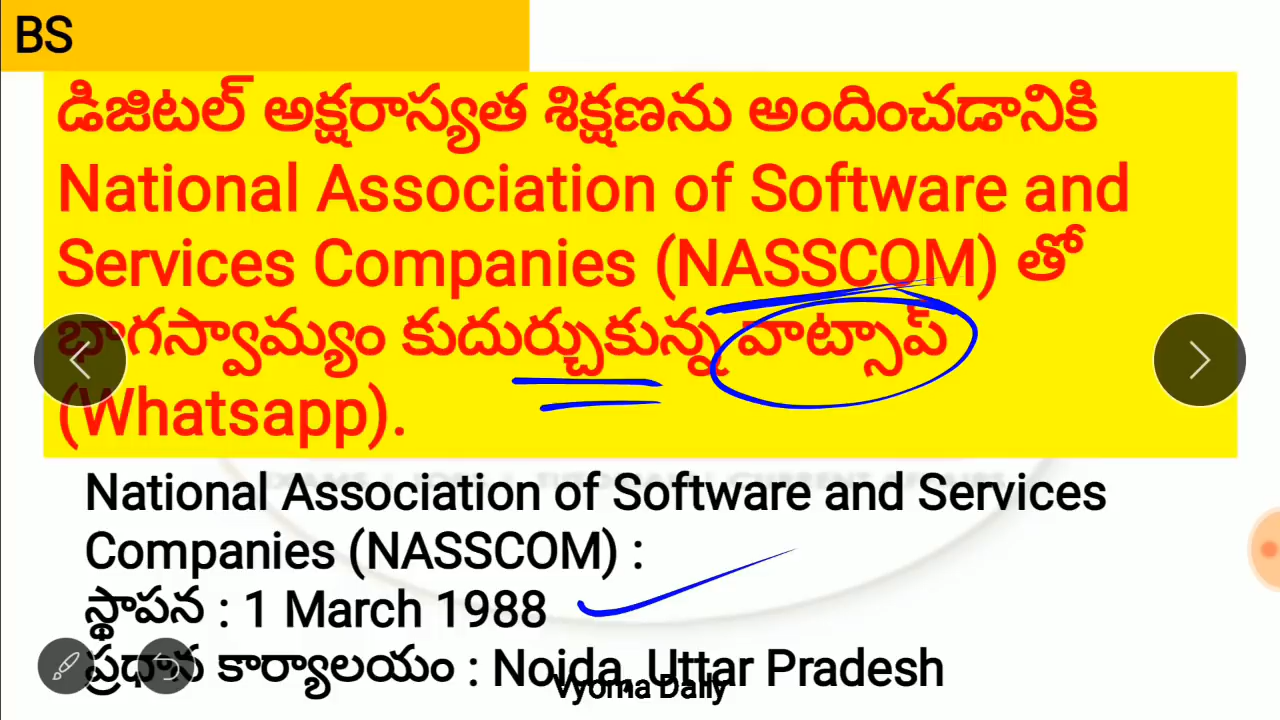 BS
డిజిటల్ అక్షరాస్యత శిక్షణను అందించడానికి
National Association of Software and
Services Companies (NASSCOM) తో
భాగస్వామ్యం కుదుర్చుకున్న వాట్సాప్
(Whatsapp).
National Association of Software and Services
Companies (NASSCOM) :
స్థాపన : 1 March 1988
ప్రధాన కార్యాలయం : Noida, Uttar Pradesh
Vyoma Daily